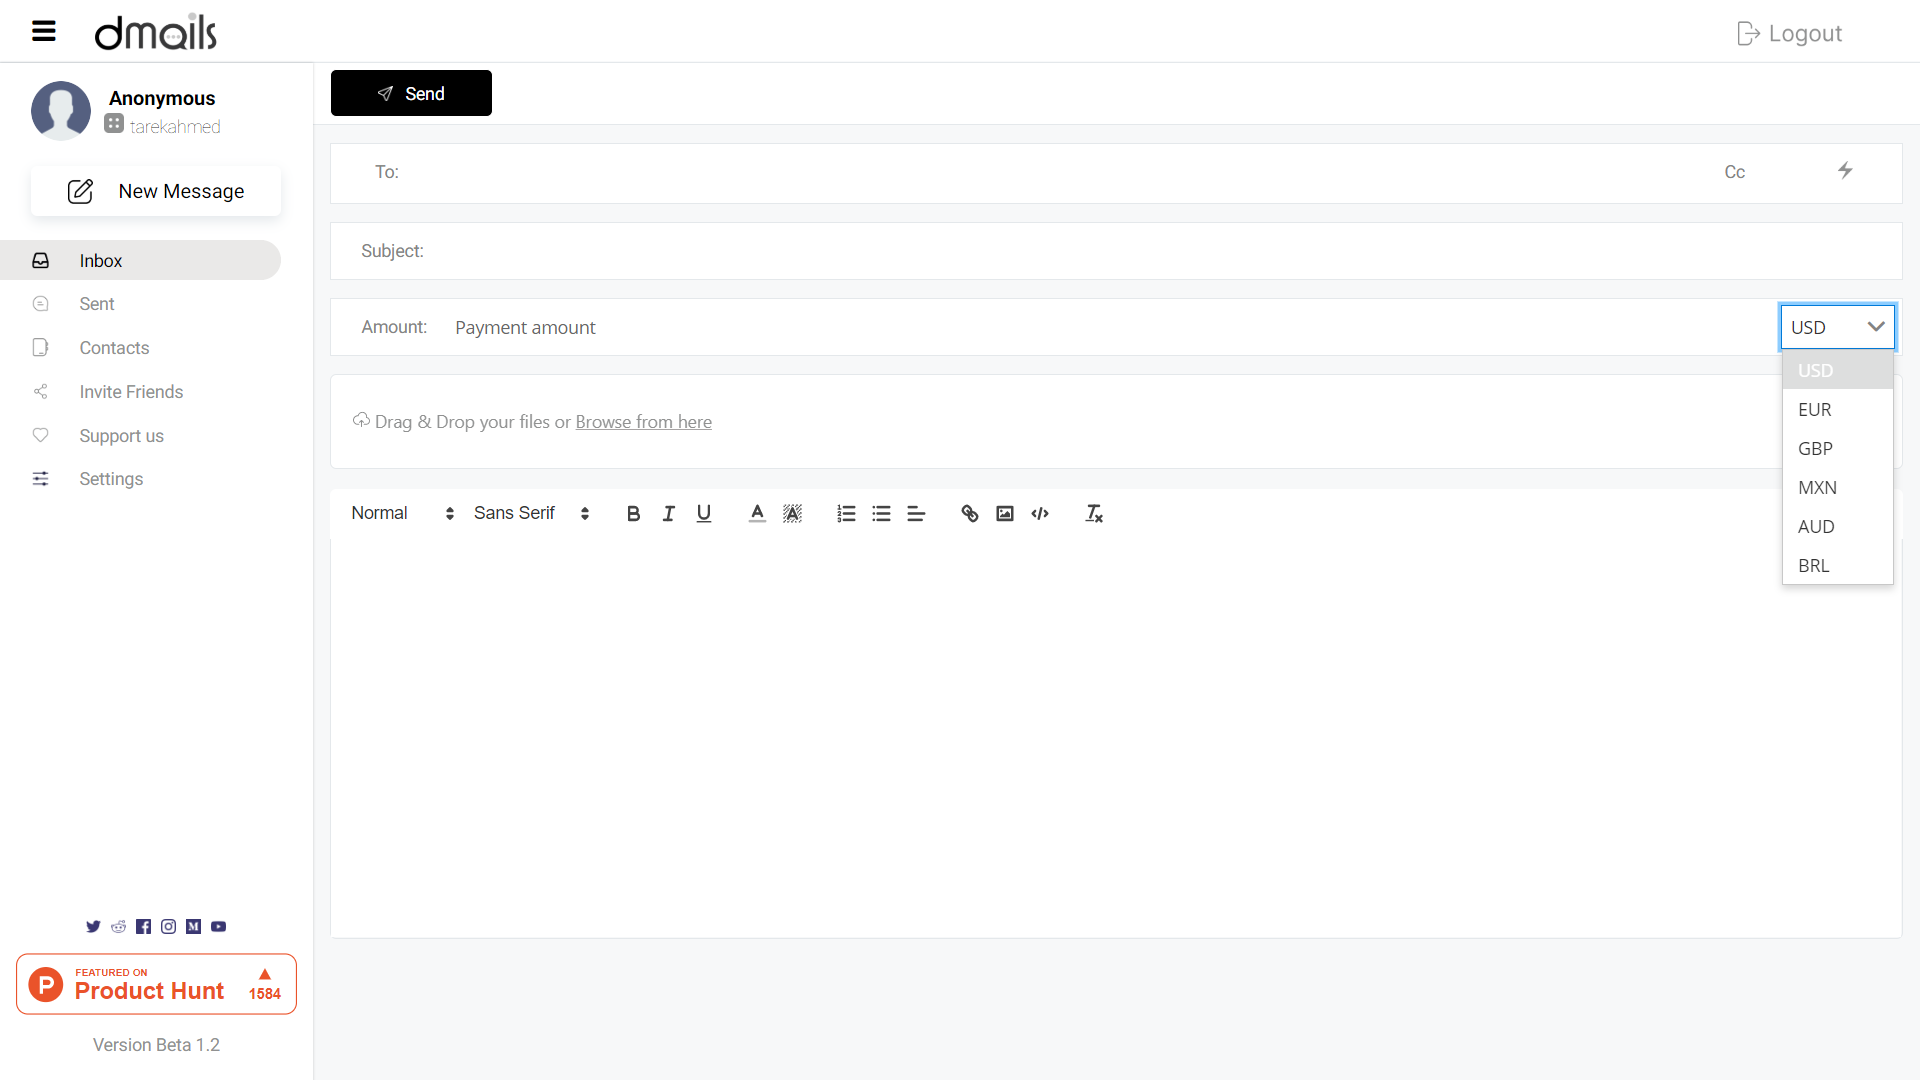 dmails
Logout
Anonymous
tarekahmed
New Message
Inbox
Sent
Contacts
Invite Friends
Support us
Settings
FEATURED ON
Product Hunt
1584
Version Beta 1.2
Send
To:
Cc
Subject:
Amount: Payment amount
USD
USD
EUR
GBP
MXN
AUD
BRL
Drag & Drop your files or Browse from here
Normal Sans Serif